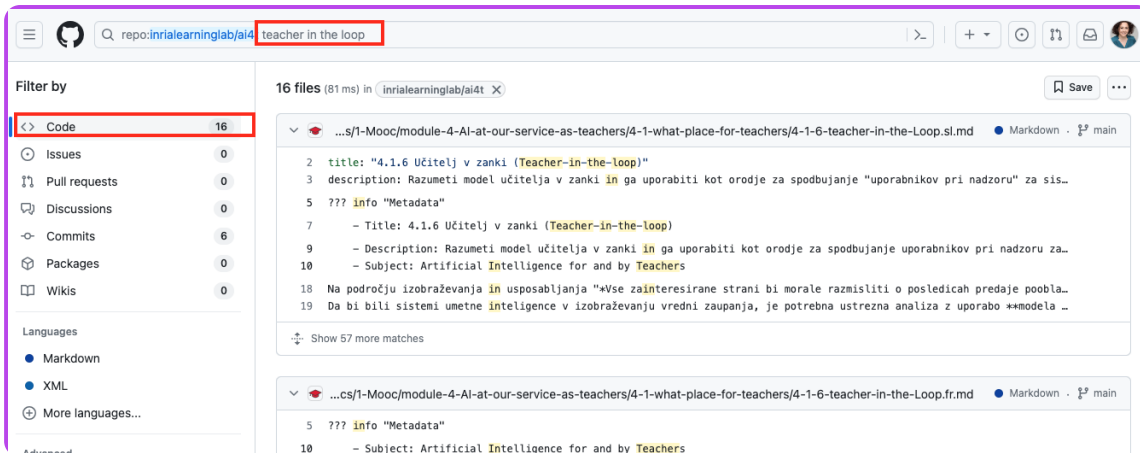 repo:inrialearninglab/ai4 teacher in the loop
Filter by
Code 16
Issues 0
Pull requests 0
Discussions 0
Commits 6
Packages 0
Wikis 0
Languages
Markdown
XML
More languages...
Advanced
16 files (81 ms) in inrialearninglab/ai4t
Save
...s/1-Mooc/module-4-AI-at-our-service-as-teachers/4-1-what-place-for-teachers/4-1-6-teacher-in-the-Loop.sl.md Markdown · main
2 title: "4.1.6 Učitelj v zanki (Teacher-in-the-loop)"
3 description: Razumeti model učitelja v zanki in ga uporabiti kot orodje za spodbujanje "uporabnikov pri nadzoru" za sis…
5 ??? info "Metadata"
7 – Title: 4.1.6 Učitelj v zanki (Teacher-in-the-loop)
9 – Description: Razumeti model učitelja v zanki in ga uporabiti kot orodje za spodbujanje uporabnikov pri nadzoru za…
10 – Subject: Artificial Intelligence for and by Teachers
18 Na področju izobraževanja in usposabljanja "*Vse zainteresirane strani bi morale razmisliti o posledicah predaje poobla…
19 Da bi bili sistemi umetne inteligence v izobraževanju vredni zaupanja, je potrebna ustrezna analiza z uporabo **modela …
Show 57 more matches
...cs/1-Mooc/module-4-AI-at-our-service-as-teachers/4-1-what-place-for-teachers/4-1-6-teacher-in-the-Loop.fr.md Markdown · main
5 ??? info "Metadata"
10 – Subject: Artificial Intelligence for and by Teachers